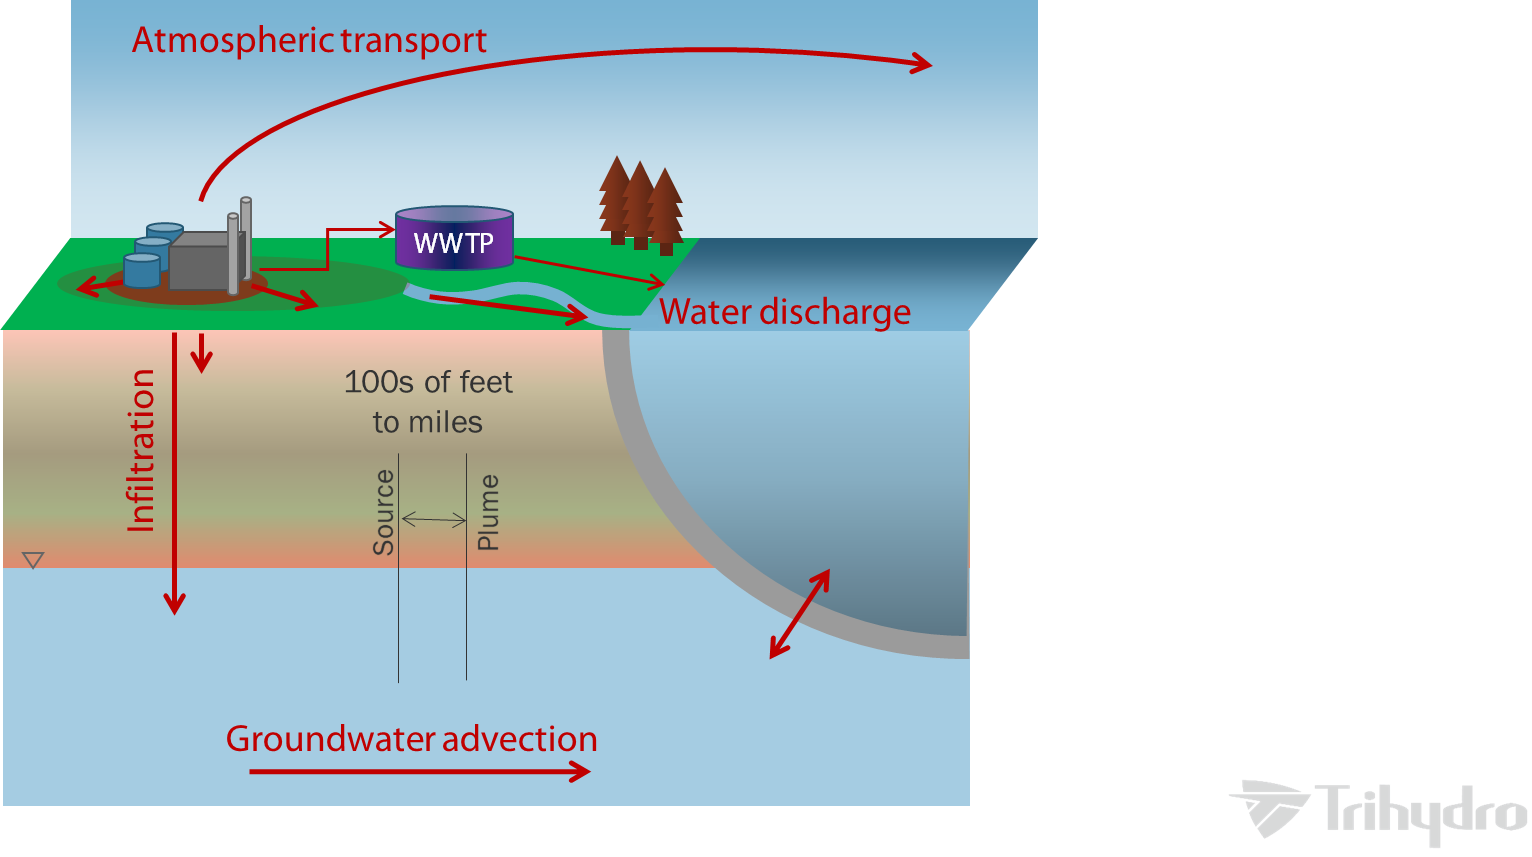 Atmospheric transport
WWTP
Water discharge
100s of feet
to miles
Infiltration
Source
Plume
Groundwater advection
Trihydro